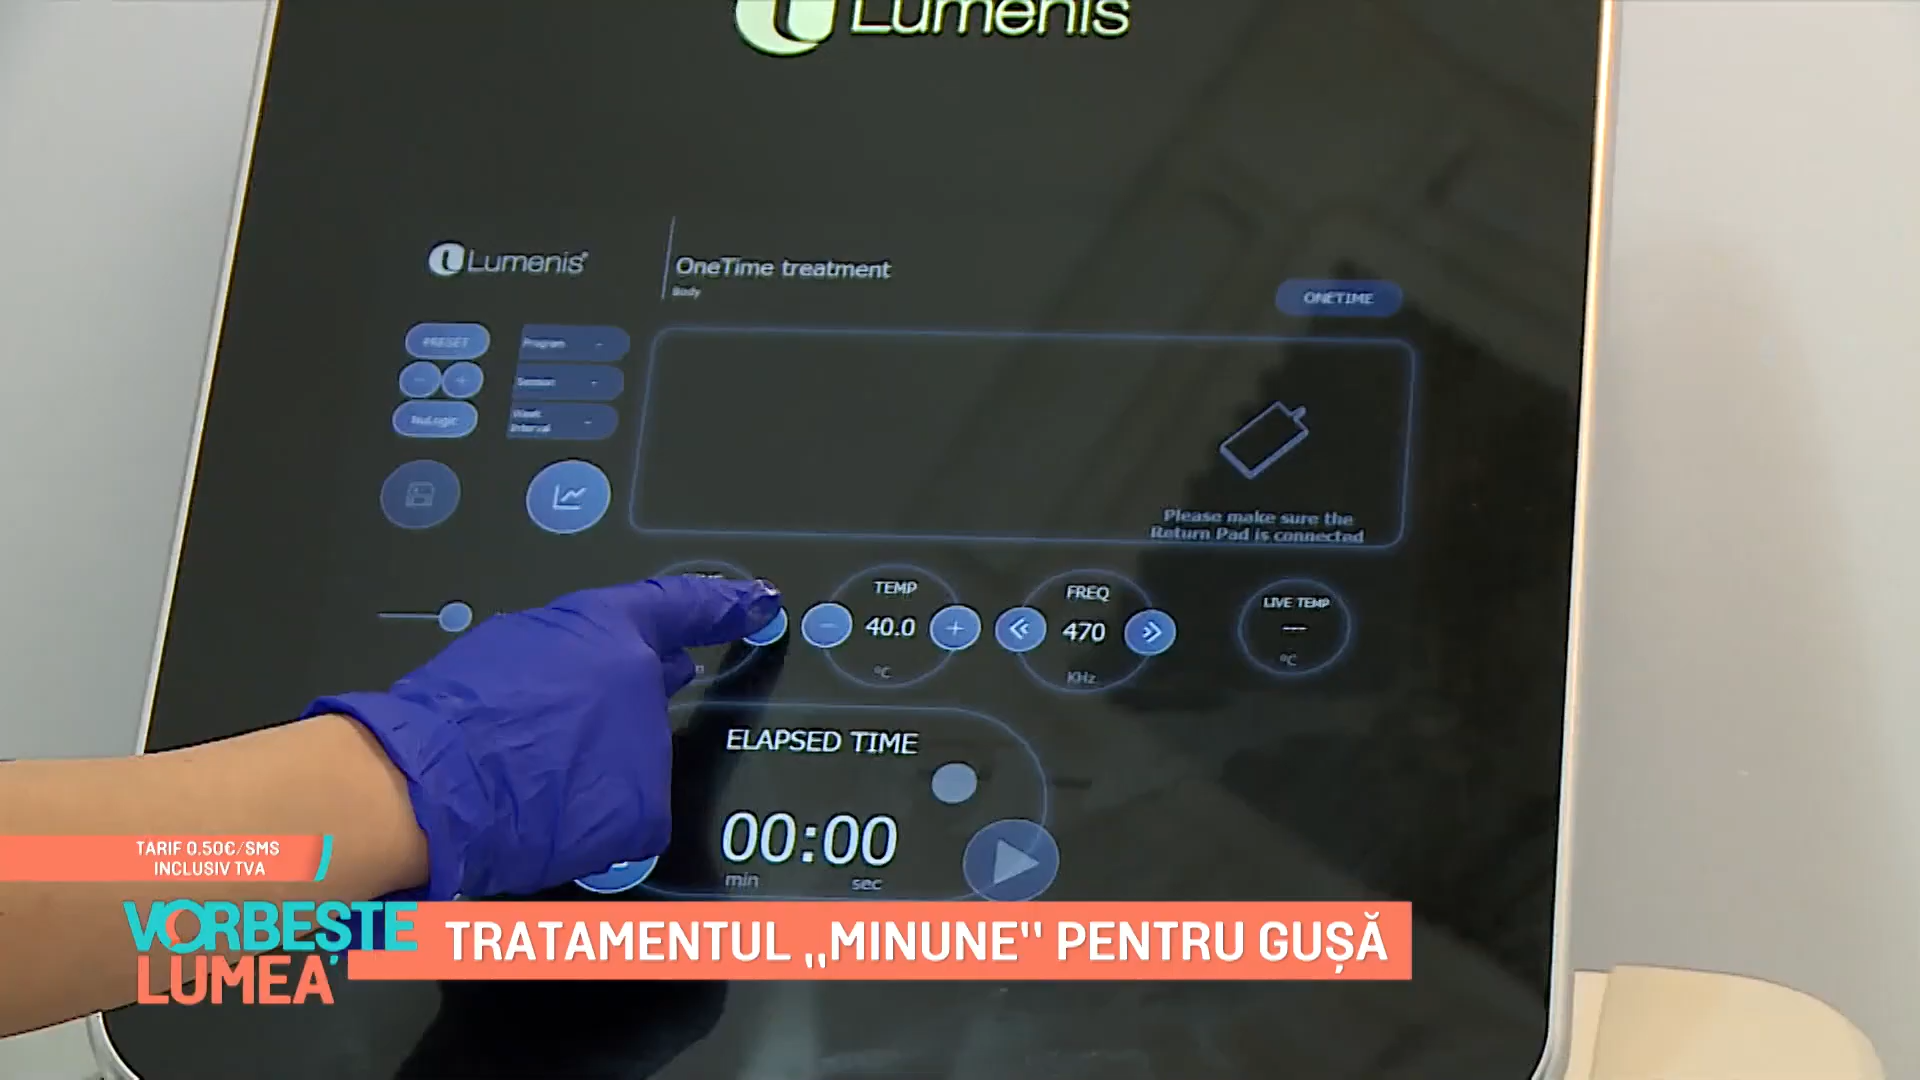 Lumenis
Lumenis
OneTime treatment
Body
ONETIME
PRESET
Program -
Session -
Week
Interval -
NuLogic
Please make sure the
Return Pad is connected
TEMP
- 40.0 +
°C
FREQ
470
KHz
LIVE TEMP
---
°C
ELAPSED TIME
00:00
min sec
TARIF 0.50€/SMS
INCLUSIV TVA
VORBEȘTE
LUMEA
TRATAMENTUL „MINUNE" PENTRU GUȘĂ